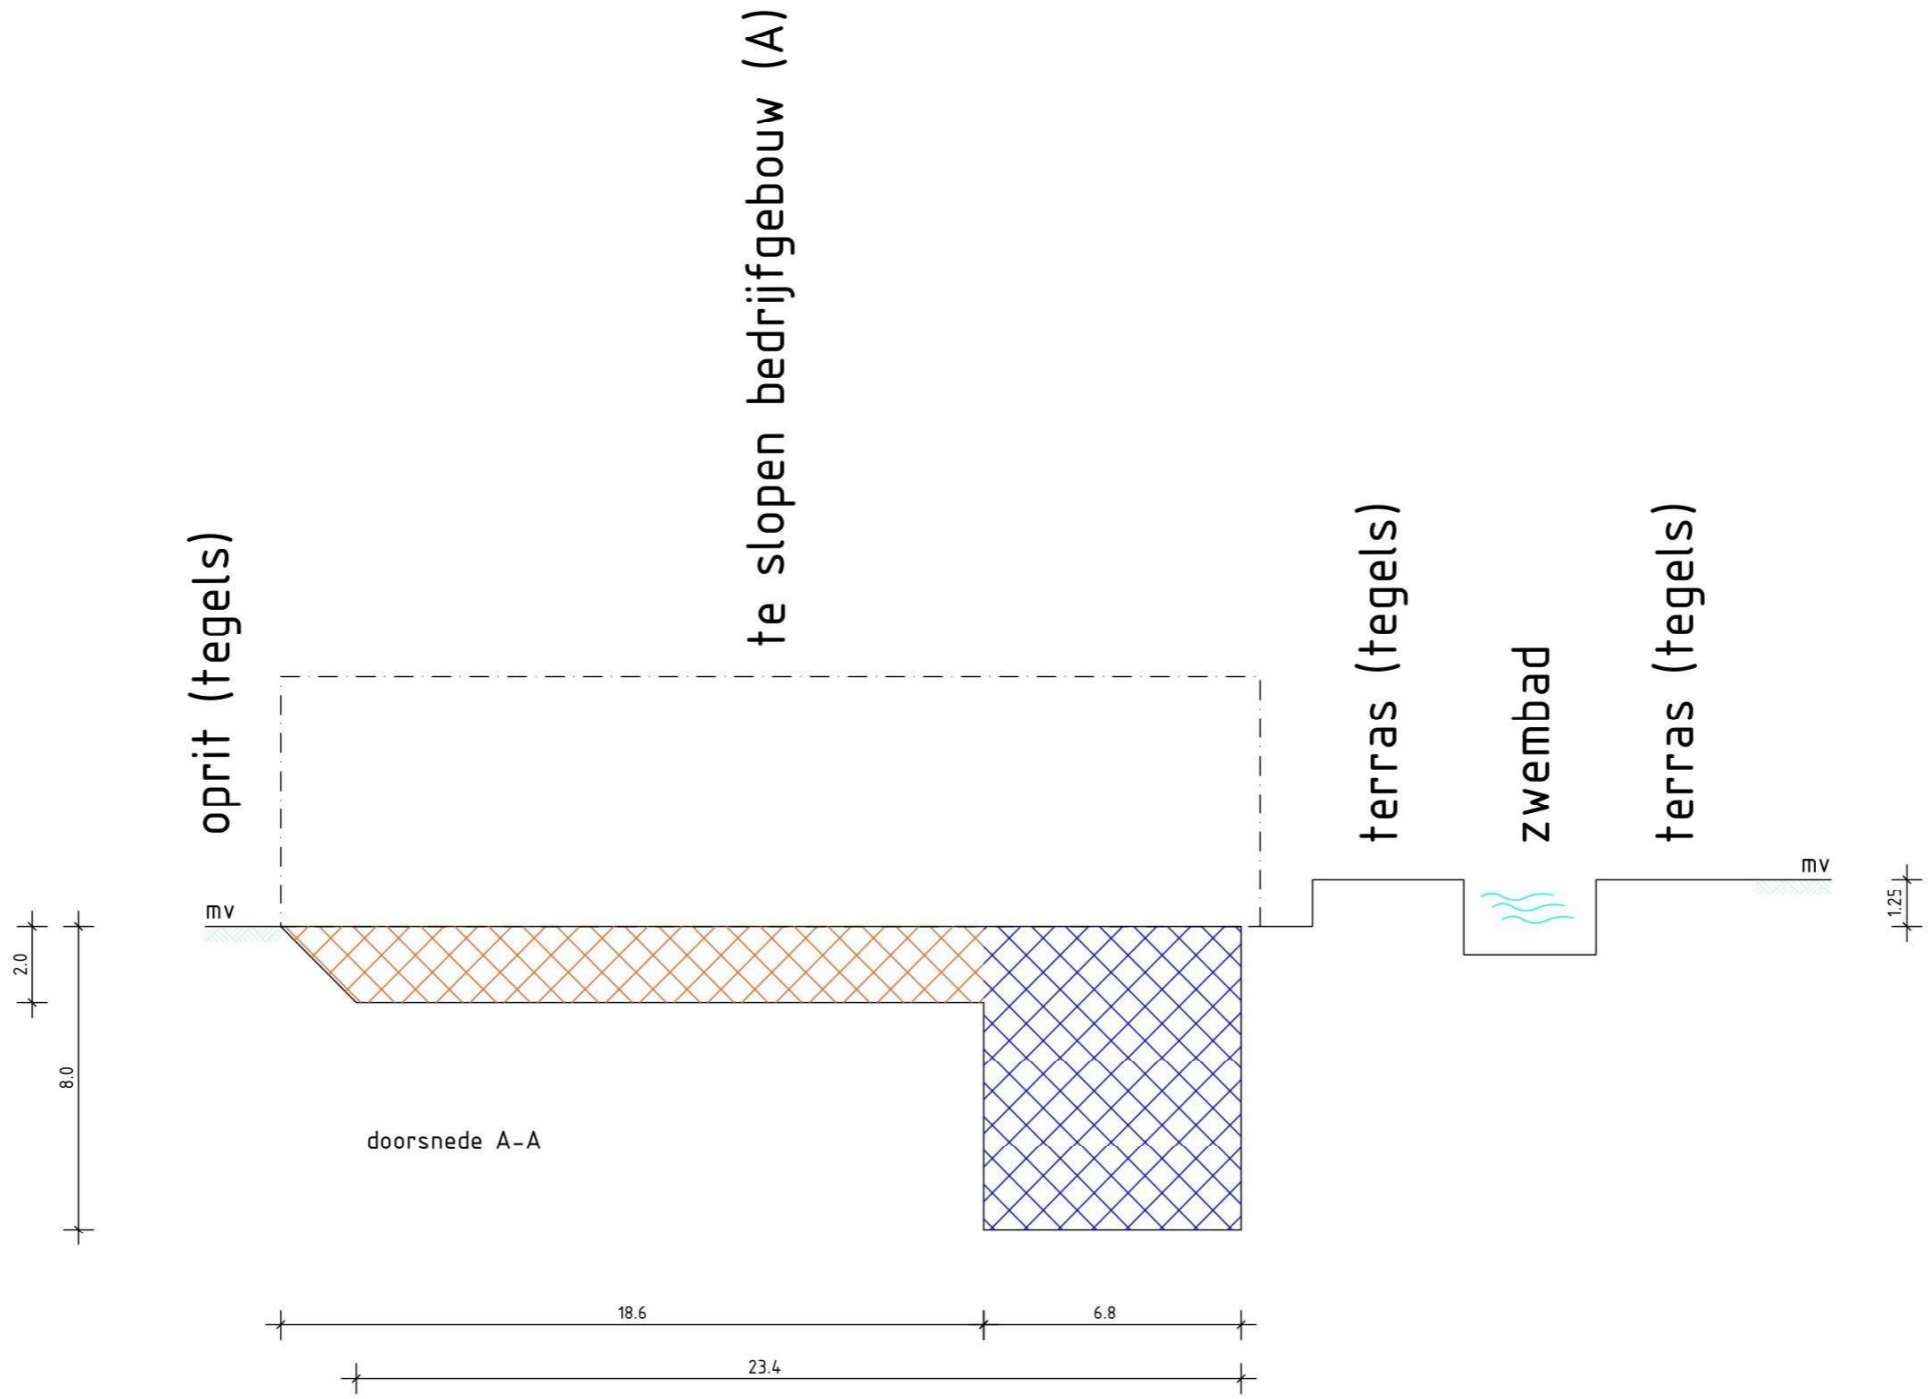 te slopen bedrijfgebouw (A)
oprit (tegels)
terras (tegels)
zwembad
terras (tegels)
mv
mv
1.25
2.0
8.0
doorsnede A-A
18.6
6.8
23.4